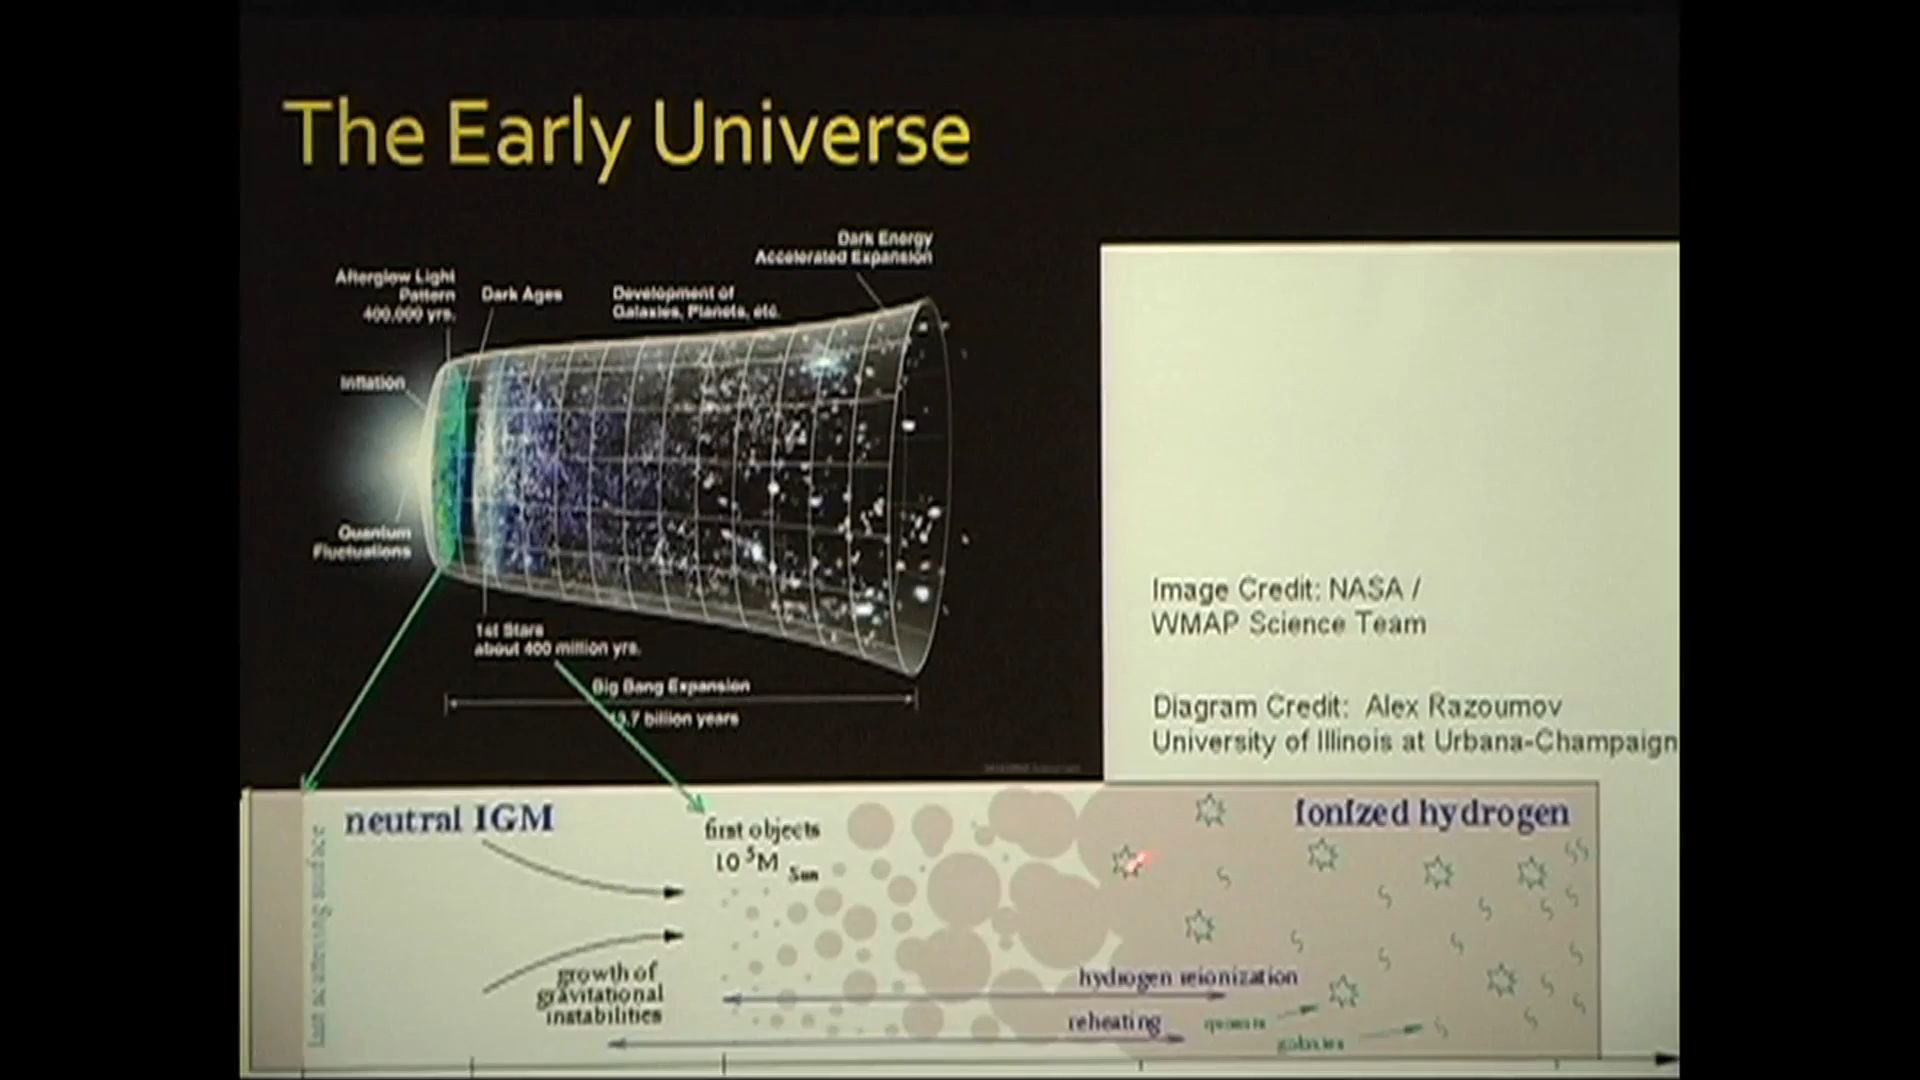 The Early Universe
Dark Energy
Accelerated Expansion
Afterglow Light
Pattern
400,000 yrs.
Dark Ages
Development of
Galaxies, Planets, etc.
Inflation
Quantum
Fluctuations
1st Stars
about 400 million yrs.
Big Bang Expansion
13.7 billion years
Image Credit: NASA /
WMAP Science Team
Diagram Credit: Alex Razoumov
University of Illinois at Urbana-Champaign
last scattering surface
neutral IGM
first objects
10 5 M Sun
Ionized hydrogen
growth of
gravitational
instabilities
hydrogen reionization
reheating
quasars
galaxies